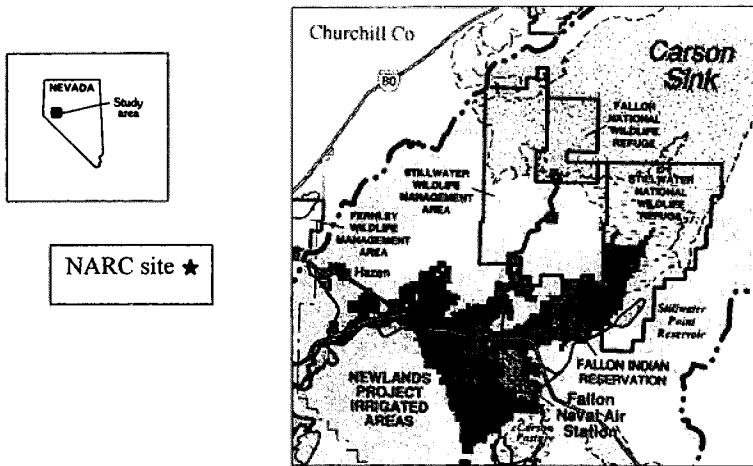 NEVADA
Study
area
NARC site ★
Churchill Co
80
Carson
Sink
FALLON
NATIONAL
WILDLIFE
REFUGE
STILLWATER
WILDLIFE
MANAGEMENT
AREA
STILLWATER
NATIONAL
WILDLIFE
REFUGE
FERNLEY
WILDLIFE
MANAGEMENT
AREA
Hazen
Stillwater
Point
Reservoir
FALLON INDIAN
RESERVATION
NEWLANDS
PROJECT
IRRIGATED
AREAS
Fallon
Naval Air
Station
Carson
Pasture